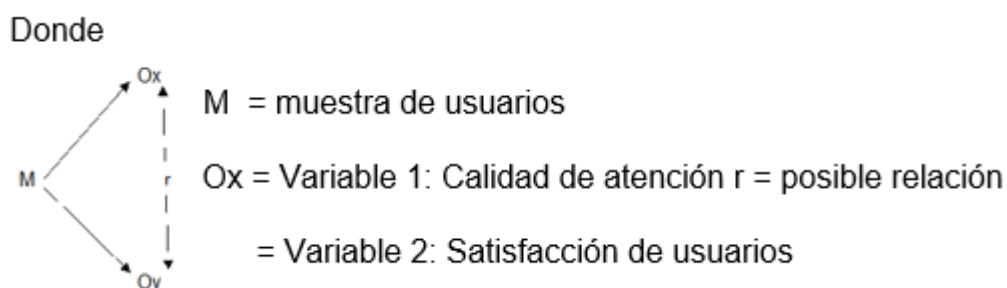 Donde
Ox
M = muestra de usuarios
M
r
Ox = Variable 1: Calidad de atención r = posible relación
= Variable 2: Satisfacción de usuarios
Oy